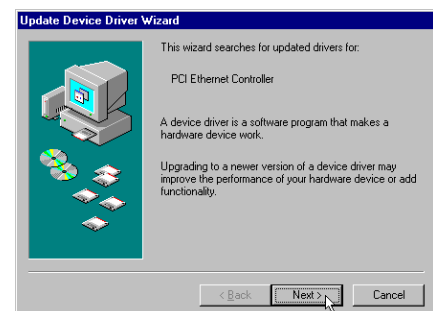 Update Device Driver Wizard
This wizard searches for updated drivers for:
PCI Ethernet Controller
A device driver is a software program that makes a
hardware device work.
Upgrading to a newer version of a device driver may
improve the performance of your hardware device or add
functionality.
< Back
Next >
Cancel